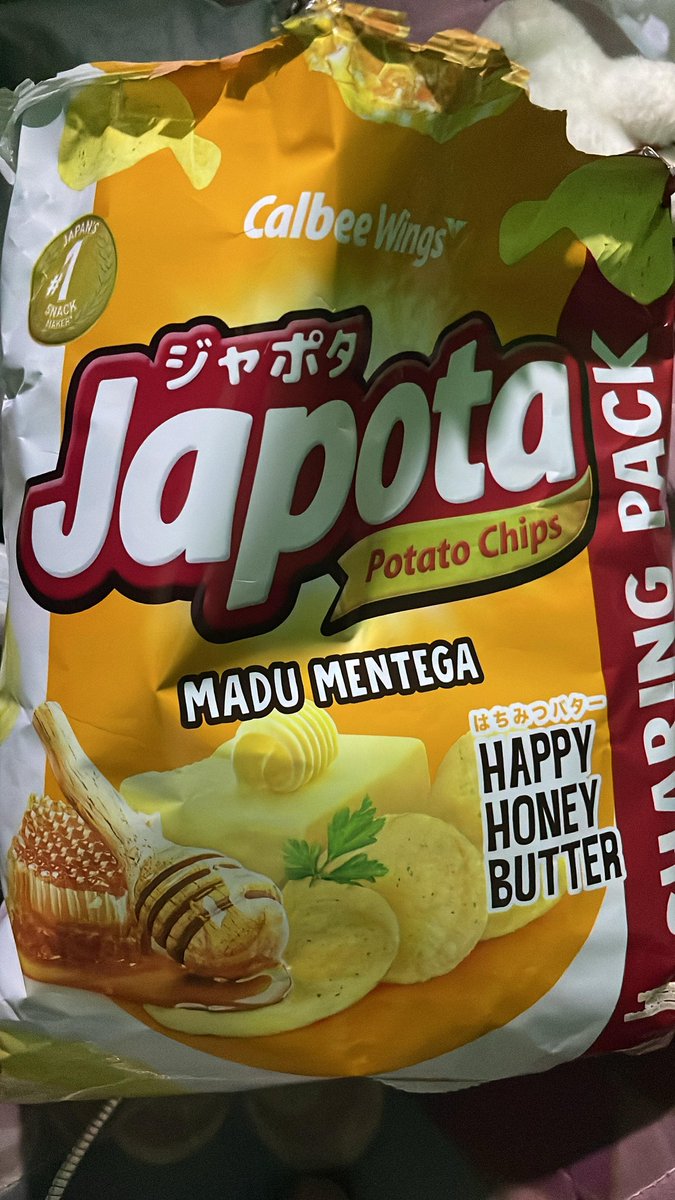 Calbee Wings
JAPAN'S
#1
SNACK
MAKER*
ジャポタ
Japota
Potato Chips
MADU MENTEGA
はちみつバター
HAPPY
HONEY
BUTTER
SHARING PACK